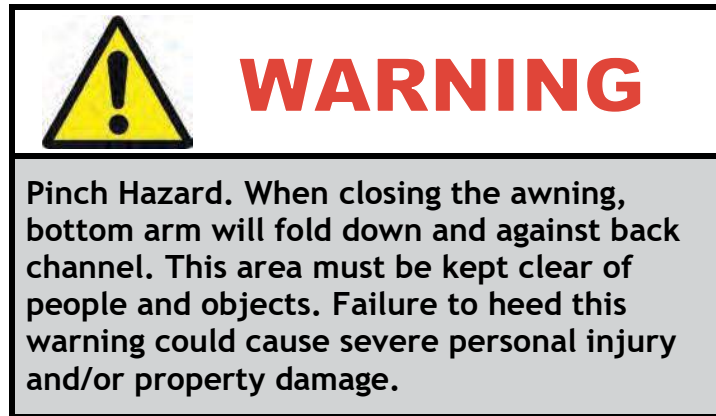 WARNING
Pinch Hazard. When closing the awning,
bottom arm will fold down and against back
channel. This area must be kept clear of
people and objects. Failure to heed this
warning could cause severe personal injury
and/or property damage.